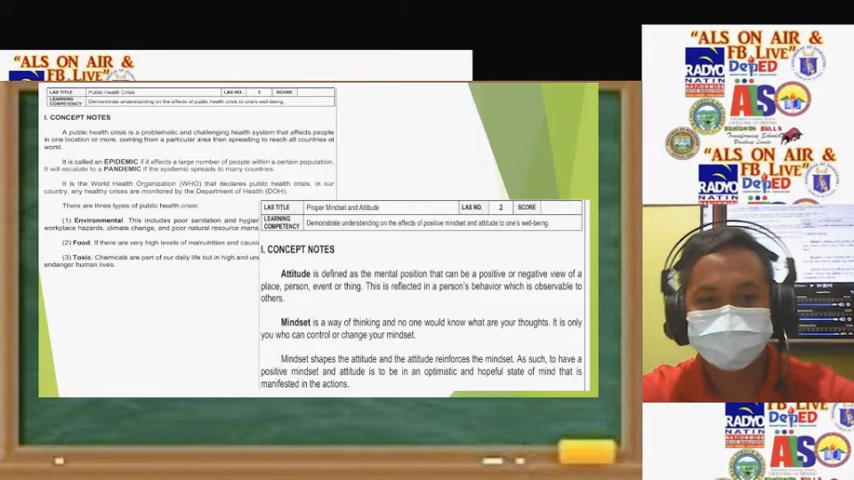 "ALS ON AIR &
FB LIVE"
LAS TITLE Public Health Crisis LAS NO. 1 SCORE
LEARNING
COMPETENCY Demonstrate understanding on the effects of public health crisis to one's well-being.
I. CONCEPT NOTES
A public health crisis is a problematic and challenging health system that affects people
in one location or more, coming from a particular area then spreading to reach all countries at
world.
It is called an EPIDEMIC if it affects a large number of people within a certain population.
It will escalate to a PANDEMIC if the epidemic spreads to many countries.
It is the World Health Organization (WHO) that declares public health crisis, in our
country, any healthy crises are monitored by the Department of Health (DOH).
There are three types of public health crisis:
(1) Environmental. This includes poor sanitation and hygien
workplace hazards, climate change, and poor natural resource mana
(2) Food. If there are very high levels of malnutrition and causin
(3) Toxic. Chemicals are part of our daily life but in high and un
endanger human lives.
LAS TITLE Proper Mindset and Attitude LAS NO. 2 SCORE
LEARNING
COMPETENCY Demonstrate understanding on the effects of positive mindset and attitude to one's well-being.
I. CONCEPT NOTES
Attitude is defined as the mental position that can be a positive or negative view of a
place, person, event or thing. This is reflected in a person's behavior which is observable to
others.
Mindset is a way of thinking and no one would know what are your thoughts. It is only
you who can control or change your mindset.
Mindset shapes the attitude and the attitude reinforces the mindset. As such, to have a
positive mindset and attitude is to be in an optimistic and hopeful state of mind that is
manifested in the actions.
"ALS ON AIR &
FB LIVE"
RADYO
NATIN
NATIONWIDE
DepED
ALS
BUKIDNON BULLS
Transforming Schools
"ALS ON AIR &
FB LIVE"
RADYO
DepED
FB LIVE"
RADYO
NATIN
NATIONWIDE
DepED
ALS